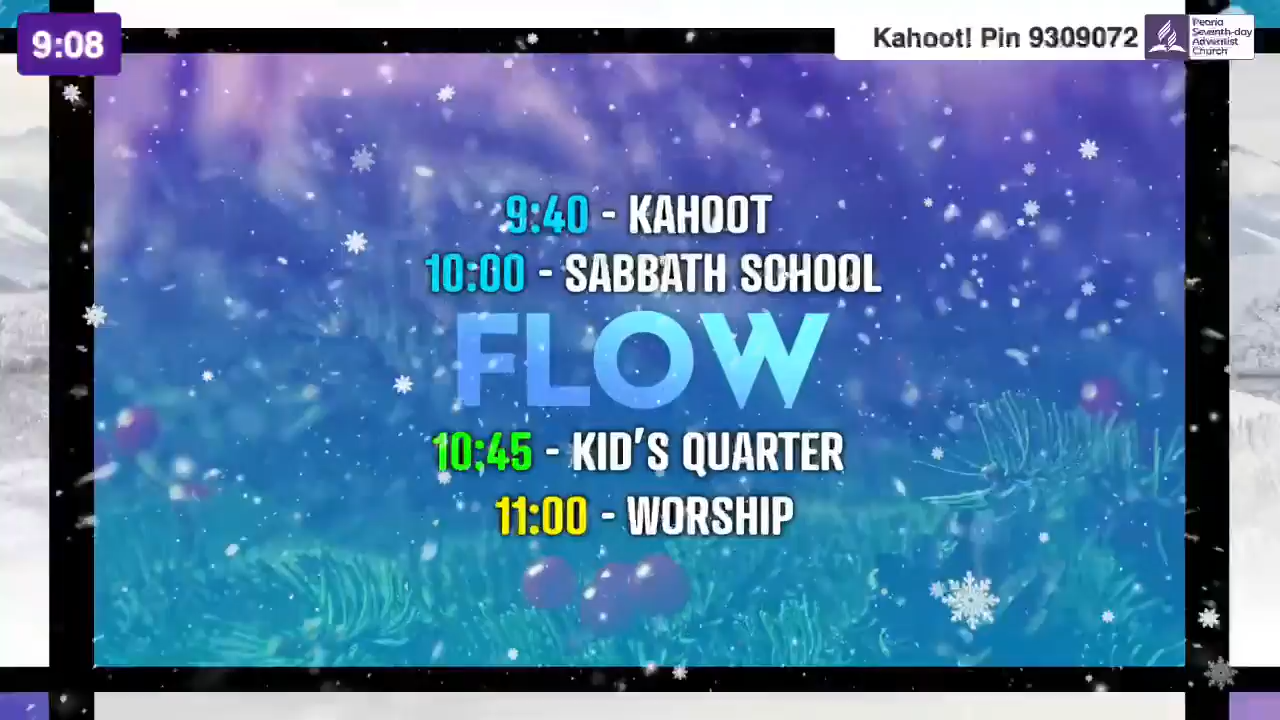 9:08
Kahoot! Pin 9309072
Peoria
Seventh-day
Adventist
Church
9:40 - KAHOOT
10:00 - SABBATH SCHOOL
FLOW
10:45 - KID'S QUARTER
11:00 - WORSHIP